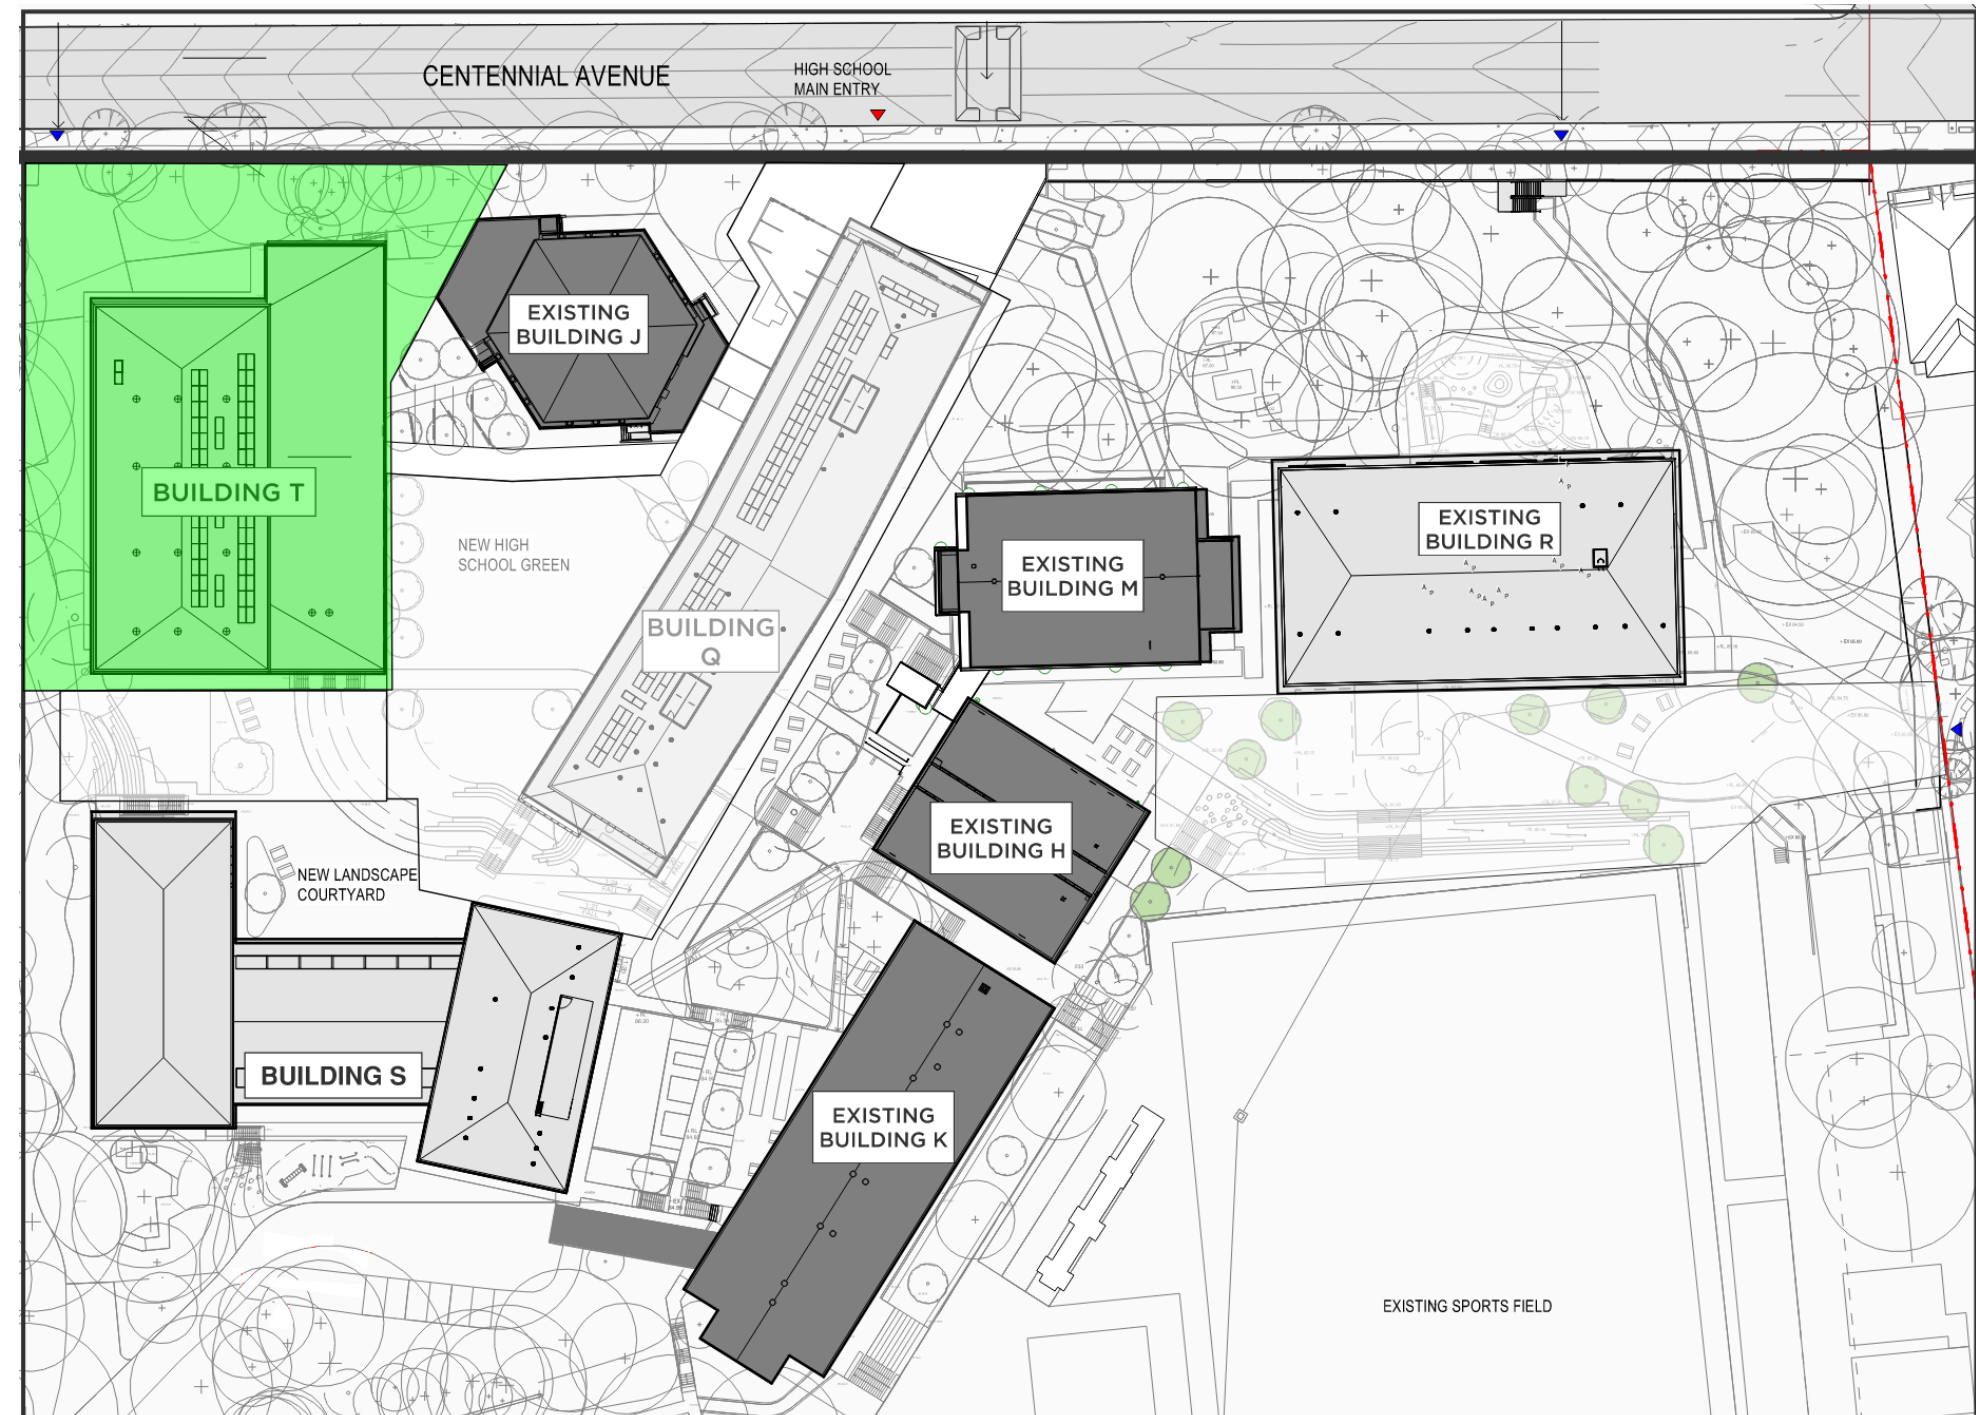 CENTENNIAL AVENUE
HIGH SCHOOL
MAIN ENTRY
EXISTING
BUILDING J
BUILDING T
NEW HIGH
SCHOOL GREEN
BUILDING
Q
EXISTING
BUILDING M
EXISTING
BUILDING R
EXISTING
BUILDING H
NEW LANDSCAPE
COURTYARD
BUILDING S
EXISTING
BUILDING K
EXISTING SPORTS FIELD